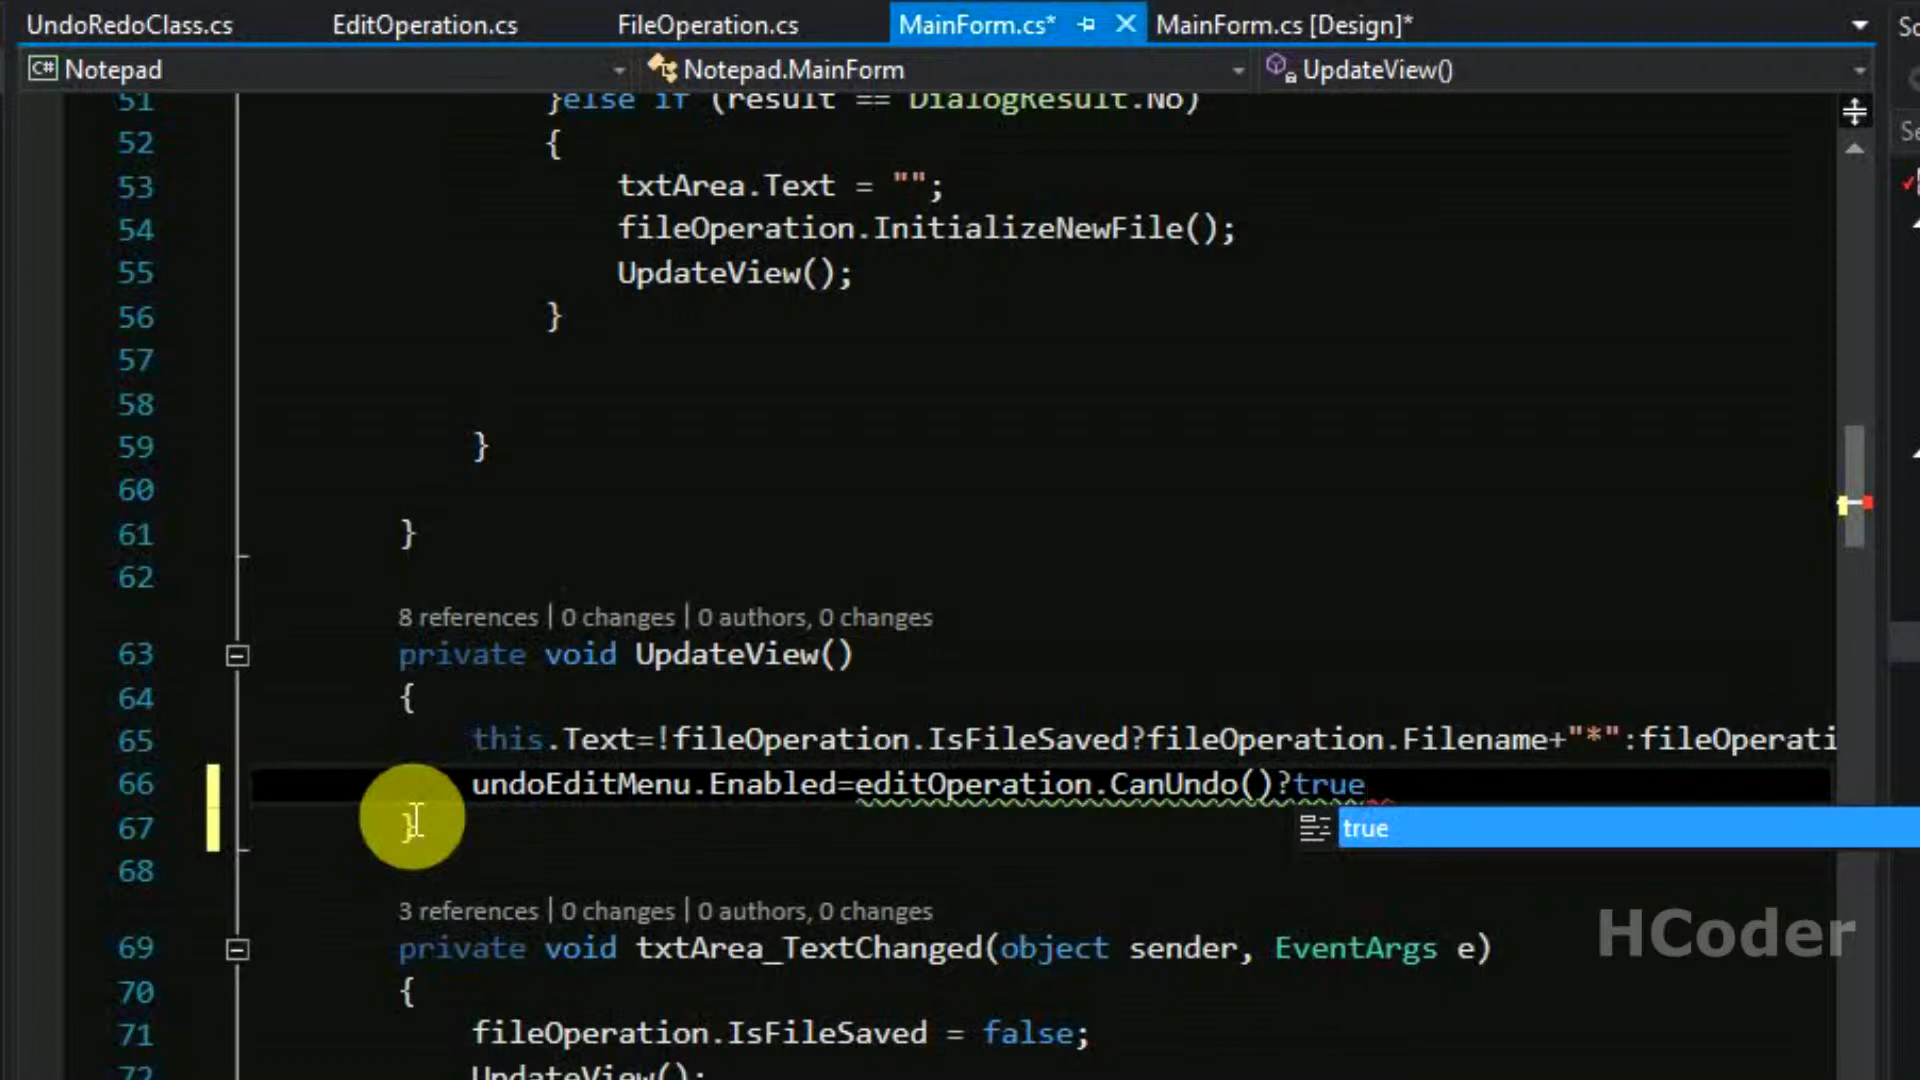 UndoRedoClass.cs EditOperation.cs FileOperation.cs MainForm.cs* MainForm.cs [Design]*
C# Notepad Notepad.MainForm UpdateView()
51 }else if (result == DialogResult.No)
52 {
53 txtArea.Text = "";
54 fileOperation.InitializeNewFile();
55 UpdateView();
56 }
57
58
59 }
60
61 }
62
8 references | 0 changes | 0 authors, 0 changes
63 private void UpdateView()
64 {
65 this.Text=!fileOperation.IsFileSaved?fileOperation.Filename+"*":fileOperati
66 undoEditMenu.Enabled=editOperation.CanUndo()?true
67 }
true
68
3 references | 0 changes | 0 authors, 0 changes
69 private void txtArea_TextChanged(object sender, EventArgs e)
HCoder
70 {
71 fileOperation.IsFileSaved = false;
72 UpdateView();